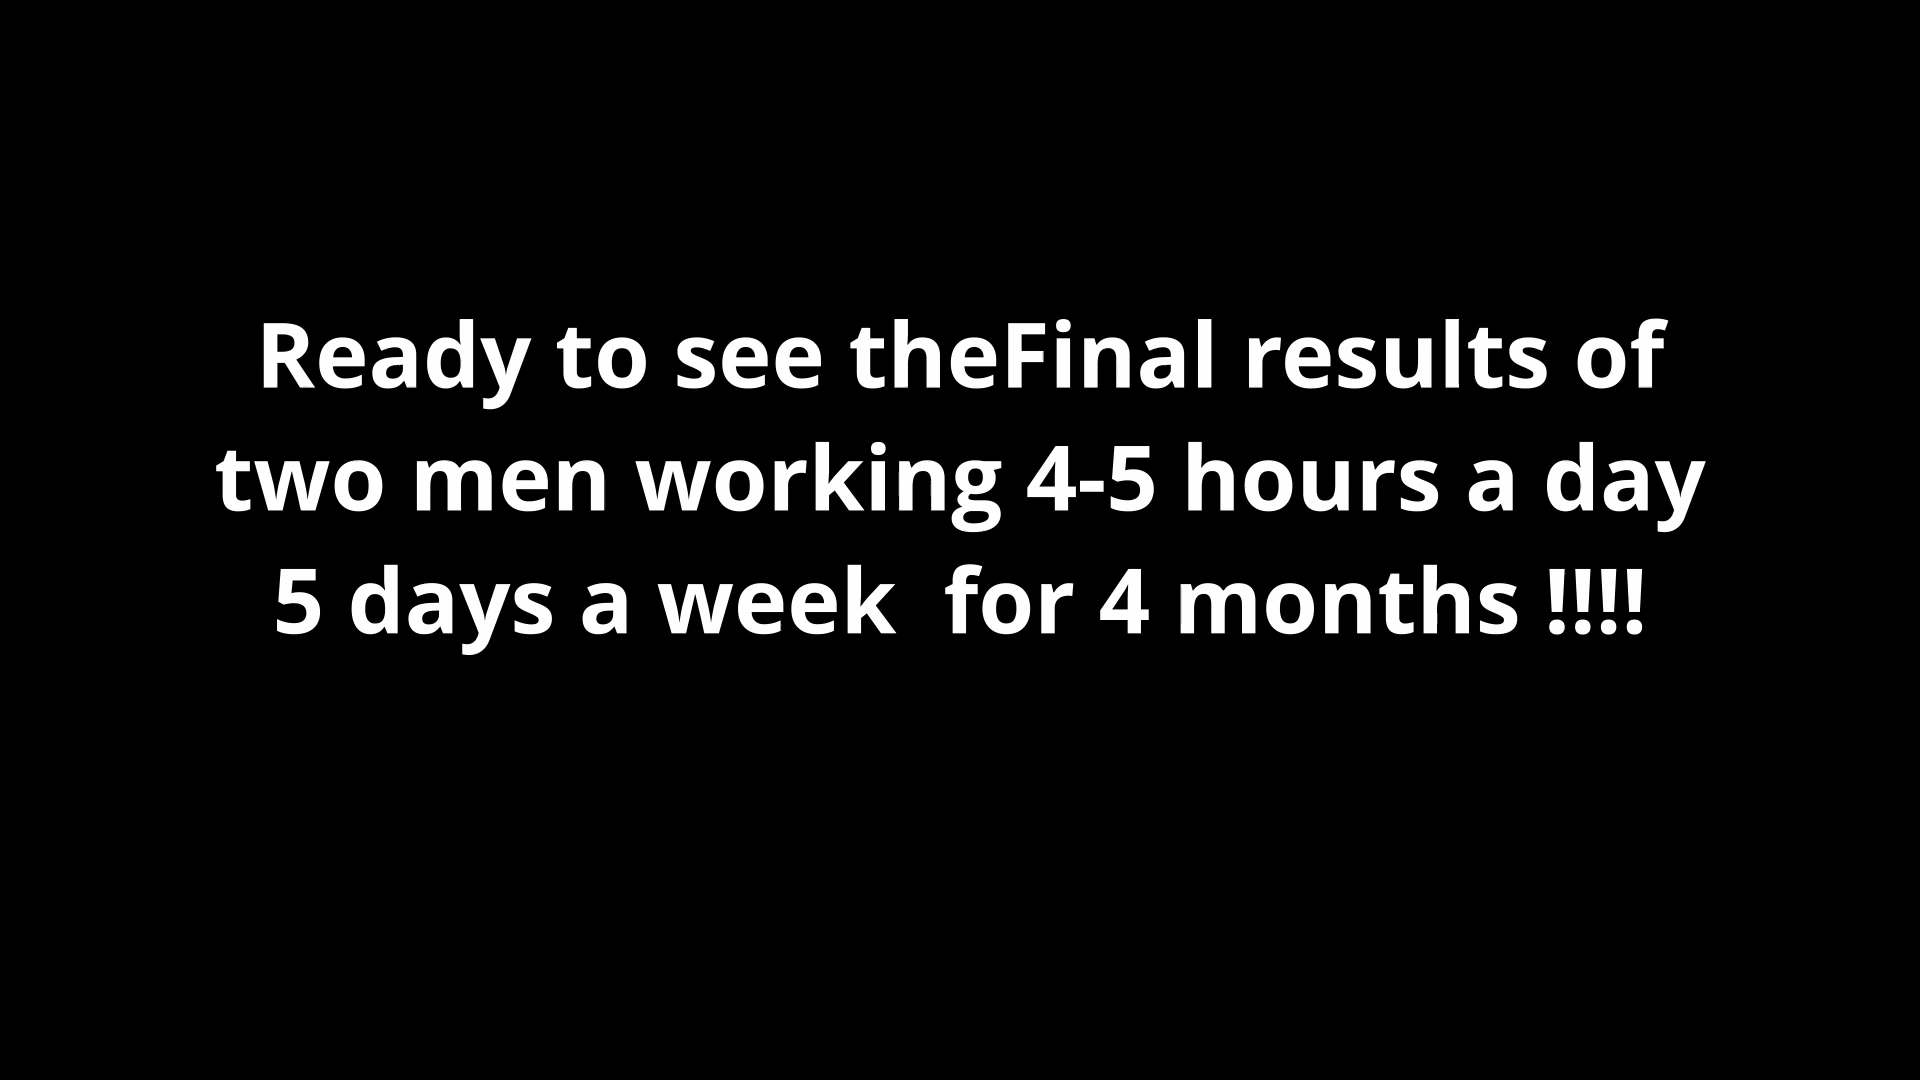 Ready to see theFinal results of
two men working 4-5 hours a day
5 days a week  for 4 months !!!!